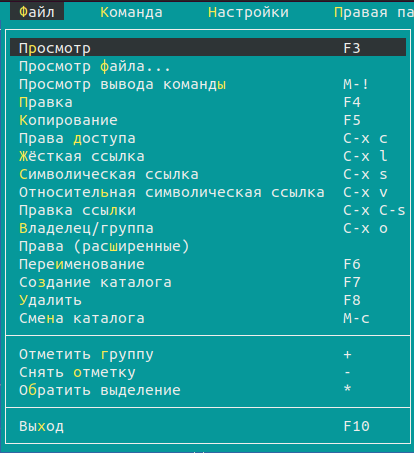 Файл Команда Настройки Правая па
Просмотр F3
Просмотр файла...
Просмотр вывода команды M-!
Правка F4
Копирование F5
Права доступа C-x c
Жёсткая ссылка C-x l
Символическая ссылка C-x s
Относительная символическая ссылка C-x v
Правка ссылки C-x C-s
Владелец/группа C-x o
Права (расширенные)
Переименование F6
Создание каталога F7
Удалить F8
Смена каталога M-c
Отметить группу +
Снять отметку -
Обратить выделение *
Выход F10